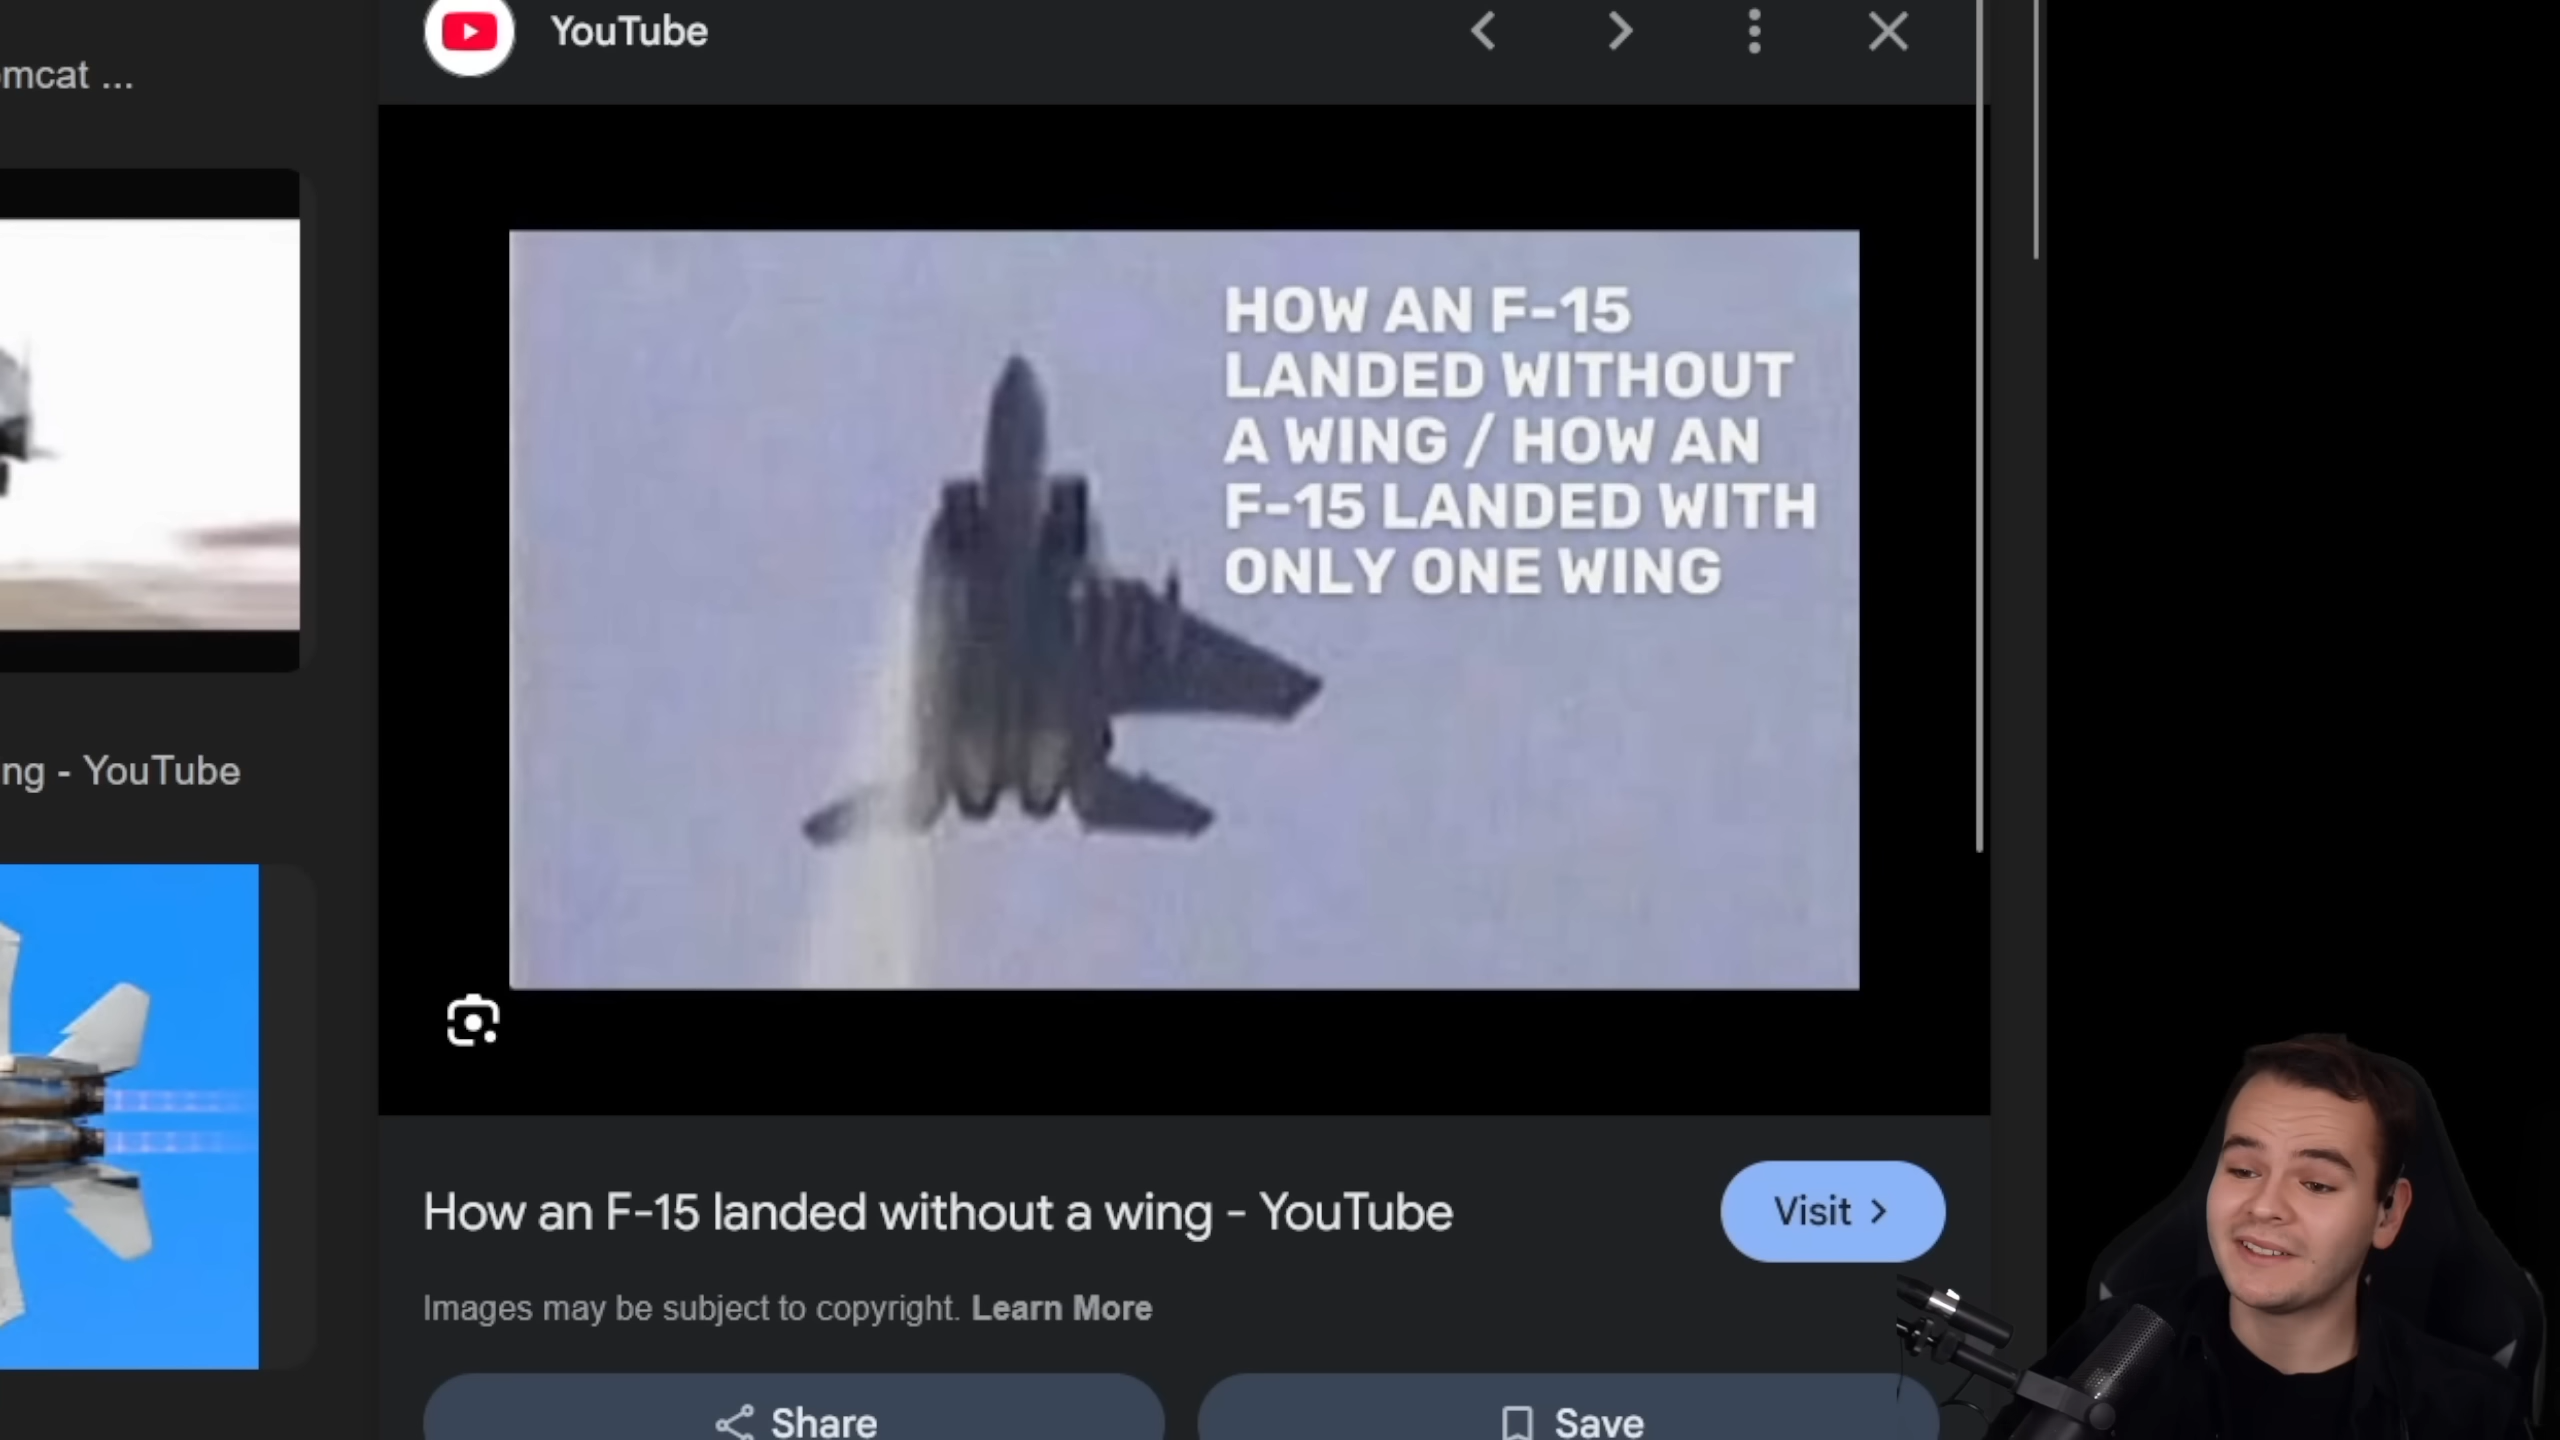 YouTube
mcat ...
HOW AN F-15
LANDED WITHOUT
A WING / HOW AN
F-15 LANDED WITH
ONLY ONE WING
ng - YouTube
How an F-15 landed without a wing - YouTube
Visit
Images may be subject to copyright. Learn More
Share
Save